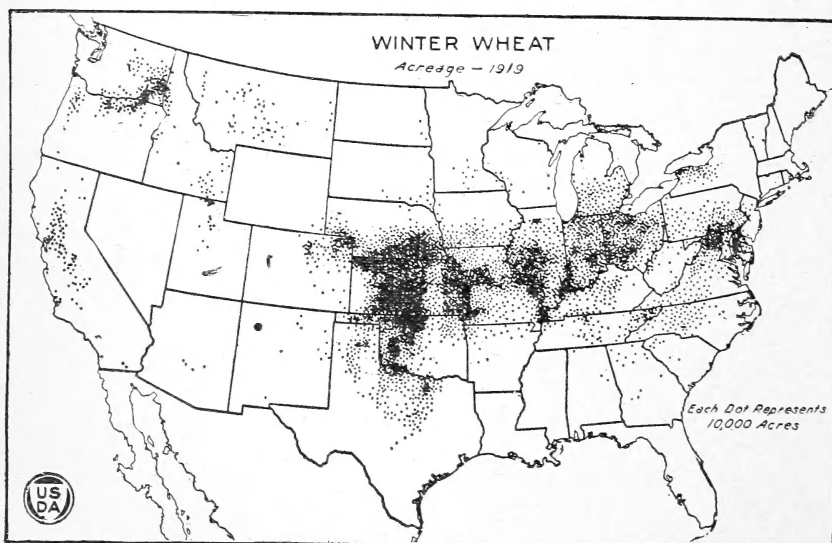 WINTER WHEAT
Acreage — 1919
Each Dot Represents
10,000 Acres
US
DA